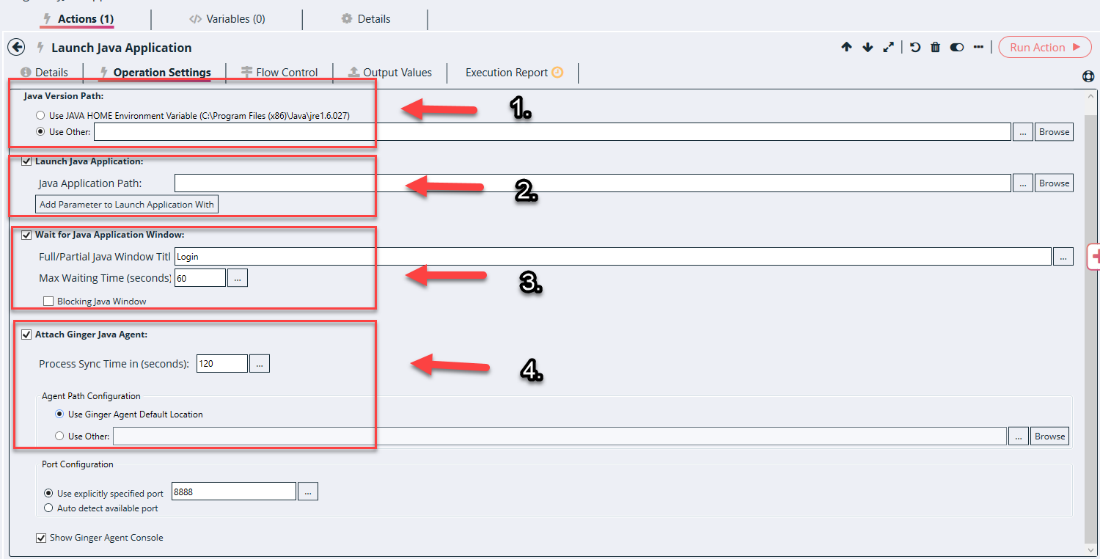 Actions (1) </> Variables (0) Details
Launch Java Application Run Action
Details Operation Settings Flow Control Output Values Execution Report
Java Version Path:
1.
Use JAVA HOME Environment Variable (C:\Program Files (x86)\Java\jre1.6.027)
Use Other: ... Browse
Launch Java Application:
Java Application Path: ... Browse
2.
Add Parameter to Launch Application With
Wait for Java Application Window:
Full/Partial Java Window Titl Login ...
Max Waiting Time (seconds) 60 ...
3.
Blocking Java Window
Attach Ginger Java Agent:
Process Sync Time in (seconds): 120 ...
4.
Agent Path Configuration
Use Ginger Agent Default Location
Use Other: ... Browse
Port Configuration
Use explicitly specified port 8888 ...
Auto detect available port
Show Ginger Agent Console